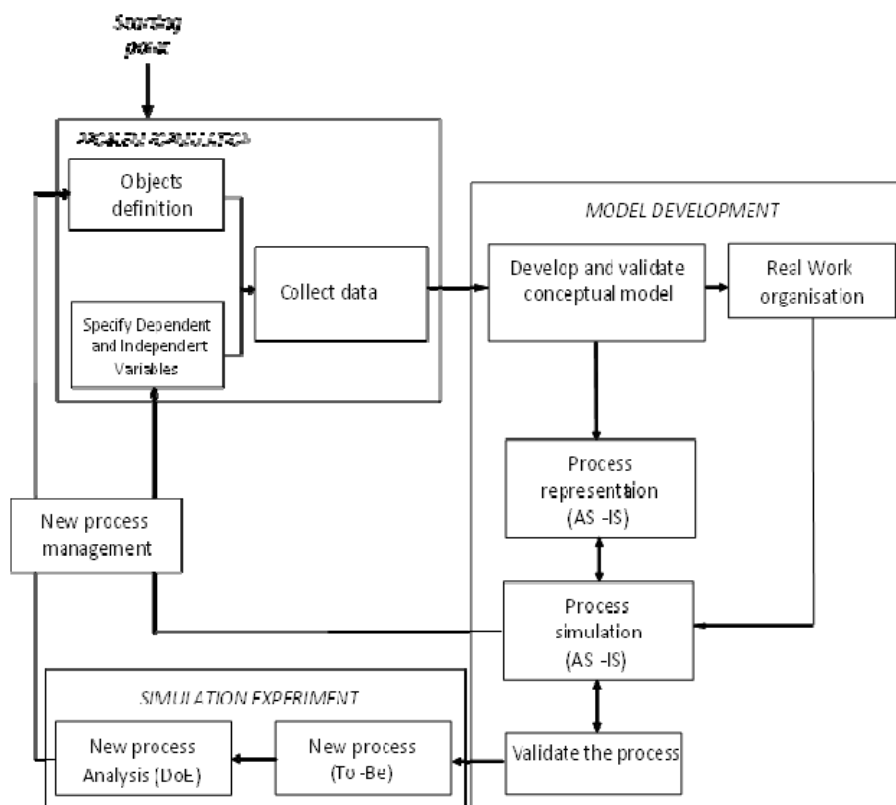 Starting
point
PROBLEM FORMULATION
Objects
definition
MODEL DEVELOPMENT
Develop and validate
conceptual model
Real Work
organisation
Collect data
Specify Dependent
and Independent
Variables
Process
representation
(AS -IS)
New process
management
Process
simulation
(AS -IS)
SIMULATION EXPERIMENT
New process
Analysis (DoE)
New process
(To -Be)
Validate the process